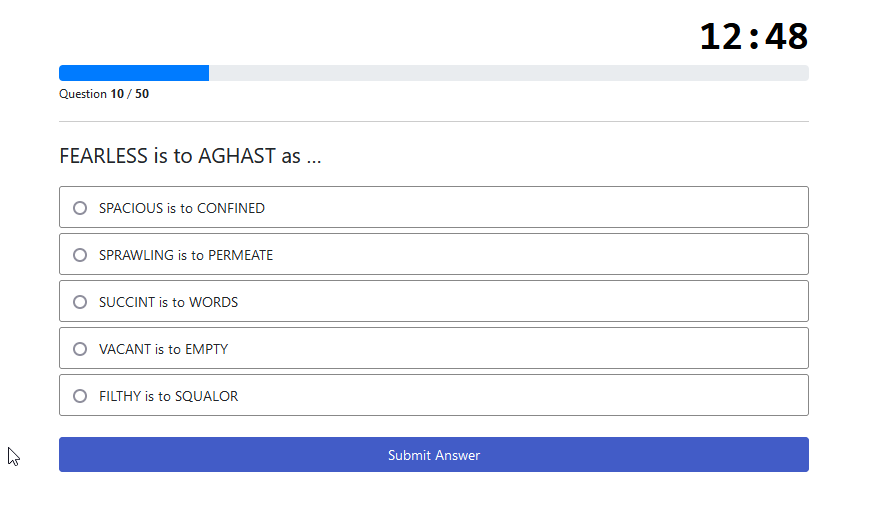 12:48
Question 10 / 50
FEARLESS is to AGHAST as ...
SPACIOUS is to CONFINED
SPRAWLING is to PERMEATE
SUCCINT is to WORDS
VACANT is to EMPTY
FILTHY is to SQUALOR
Submit Answer